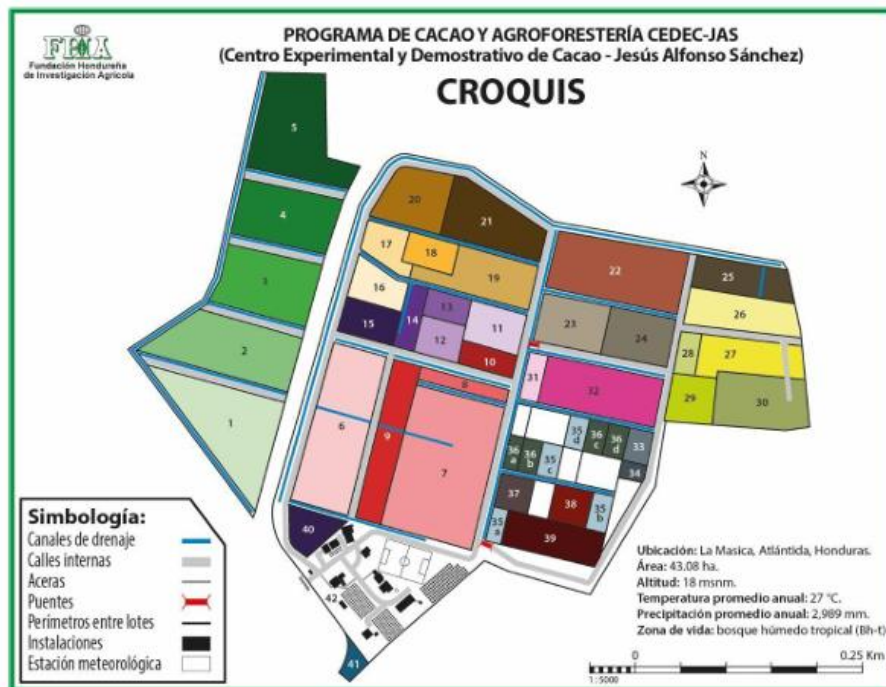 FHIA
Fundación Hondureña
de Investigación Agrícola
PROGRAMA DE CACAO Y AGROFORESTERÍA CEDEC-JAS
(Centro Experimental y Demostrativo de Cacao - Jesús Alfonso Sánchez)
CROQUIS
N
5
4
3
2
1
20
21
17
18
19
16
15
14
13
12
11
10
22
23
24
25
26
27
28
29
30
31
32
8
9
6
7
35 d
36 c
36 d
33
36 a
36 b
35 c
34
37
38
35 b
35 a
39
40
42
41
Simbología:
Canales de drenaje
Calles internas
Aceras
Puentes
Perímetros entre lotes
Instalaciones
Estación meteorológica
Ubicación: La Masica, Atlántida, Honduras.
Área: 43.08 ha.
Altitud: 18 msnm.
Temperatura promedio anual: 27 °C.
Precipitación promedio anual: 2,989 mm.
Zona de vida: bosque húmedo tropical (Bh-t)
0 0.25 Km
1:5000